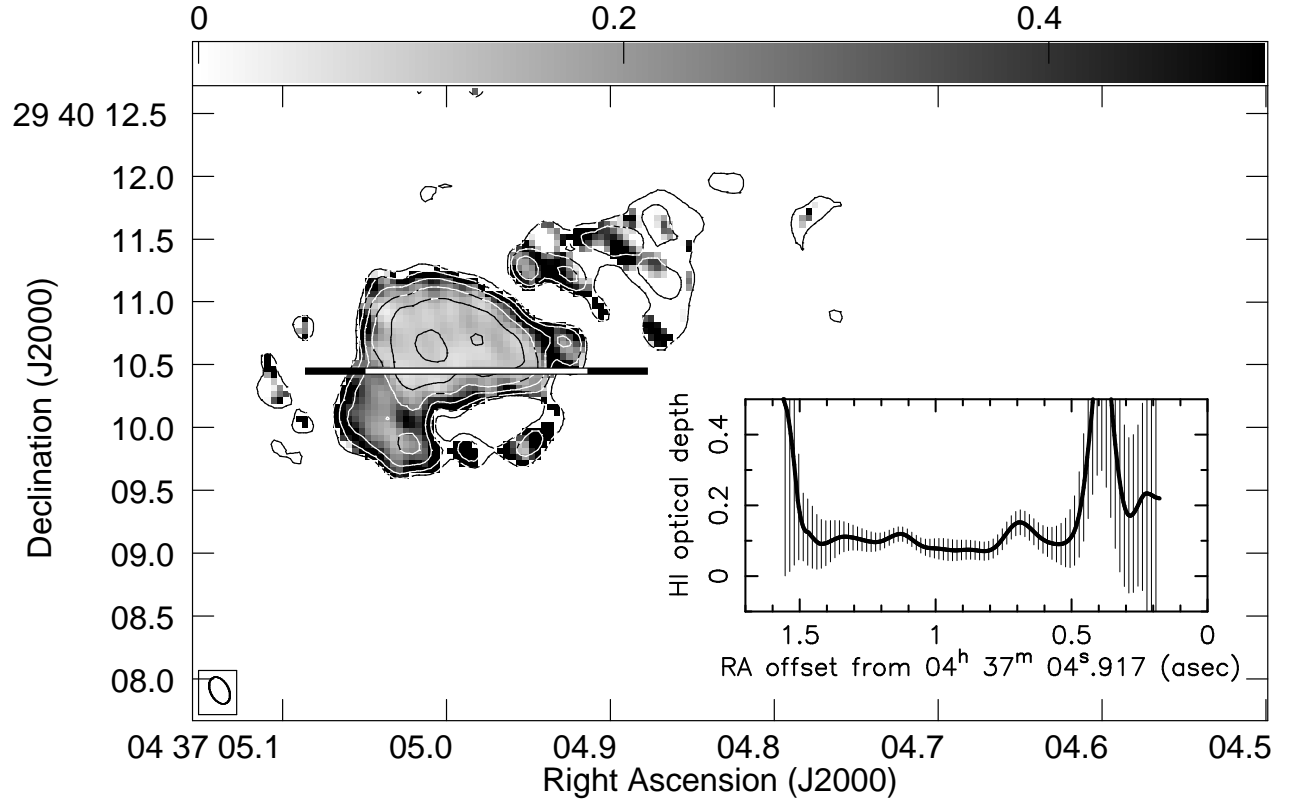 0 0.2 0.4
29 40 12.5
12.0
11.5
11.0
10.5
10.0
09.5
09.0
08.5
08.0
Declination (J2000)
04 37 05.1 05.0 04.9 04.8 04.7 04.6 04.5
Right Ascension (J2000)
HI optical depth
0.4
0.2
0
1.5 1 0.5 0
RA offset from 04h 37m 04s.917 (asec)